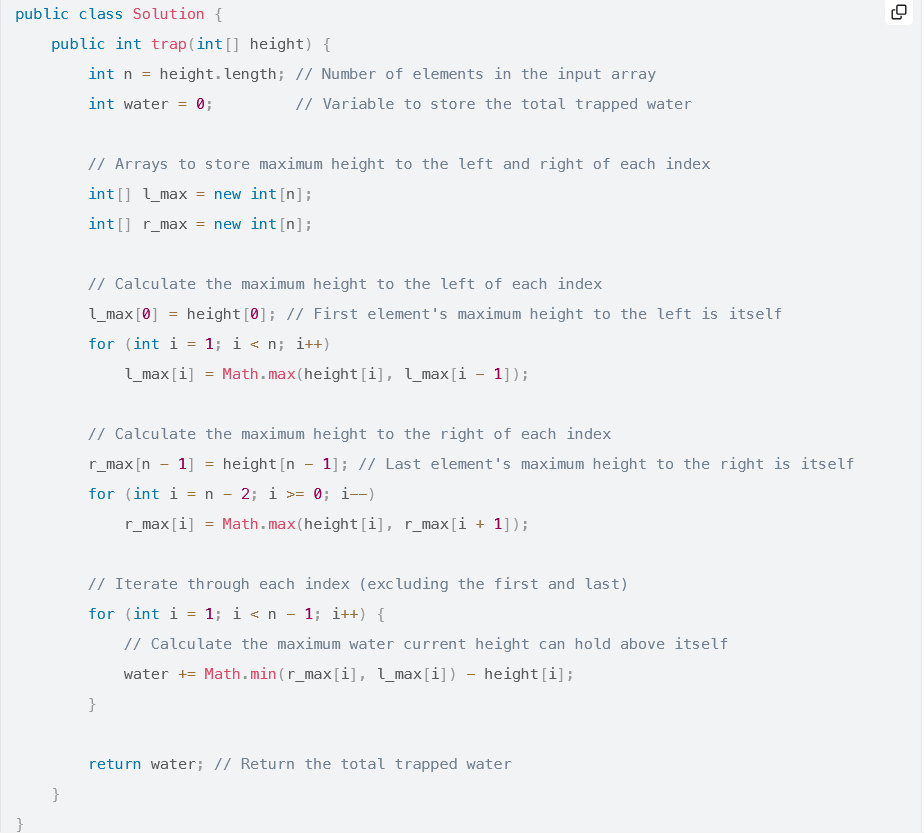 public class Solution {
    public int trap(int[] height) {
        int n = height.length; // Number of elements in the input array
        int water = 0;         // Variable to store the total trapped water
        // Arrays to store maximum height to the left and right of each index
        int[] l_max = new int[n];
        int[] r_max = new int[n];
        // Calculate the maximum height to the left of each index
        l_max[0] = height[0]; // First element's maximum height to the left is itself
        for (int i = 1; i < n; i++)
            l_max[i] = Math.max(height[i], l_max[i - 1]);
        // Calculate the maximum height to the right of each index
        r_max[n - 1] = height[n - 1]; // Last element's maximum height to the right is itself
        for (int i = n - 2; i >= 0; i--)
            r_max[i] = Math.max(height[i], r_max[i + 1]);
        // Iterate through each index (excluding the first and last)
        for (int i = 1; i < n - 1; i++) {
            // Calculate the maximum water current height can hold above itself
            water += Math.min(r_max[i], l_max[i]) - height[i];
        }
        return water; // Return the total trapped water
    }
}